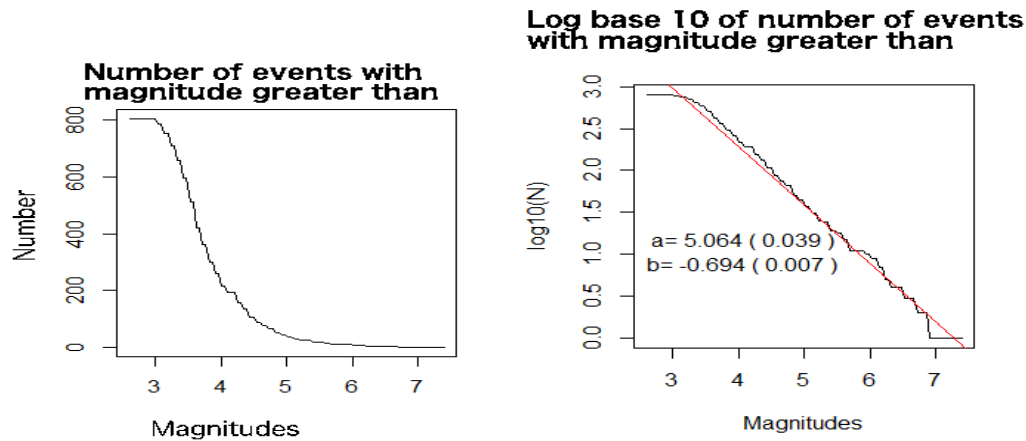 Number of events with
magnitude greater than
Number
0
200
400
600
800
3 4 5 6 7
Magnitudes
Log base 10 of number of events
with magnitude greater than
log10(N)
0.0
0.5
1.0
1.5
2.0
2.5
3.0
a= 5.064 ( 0.039 )
b= -0.694 ( 0.007 )
3 4 5 6 7
Magnitudes